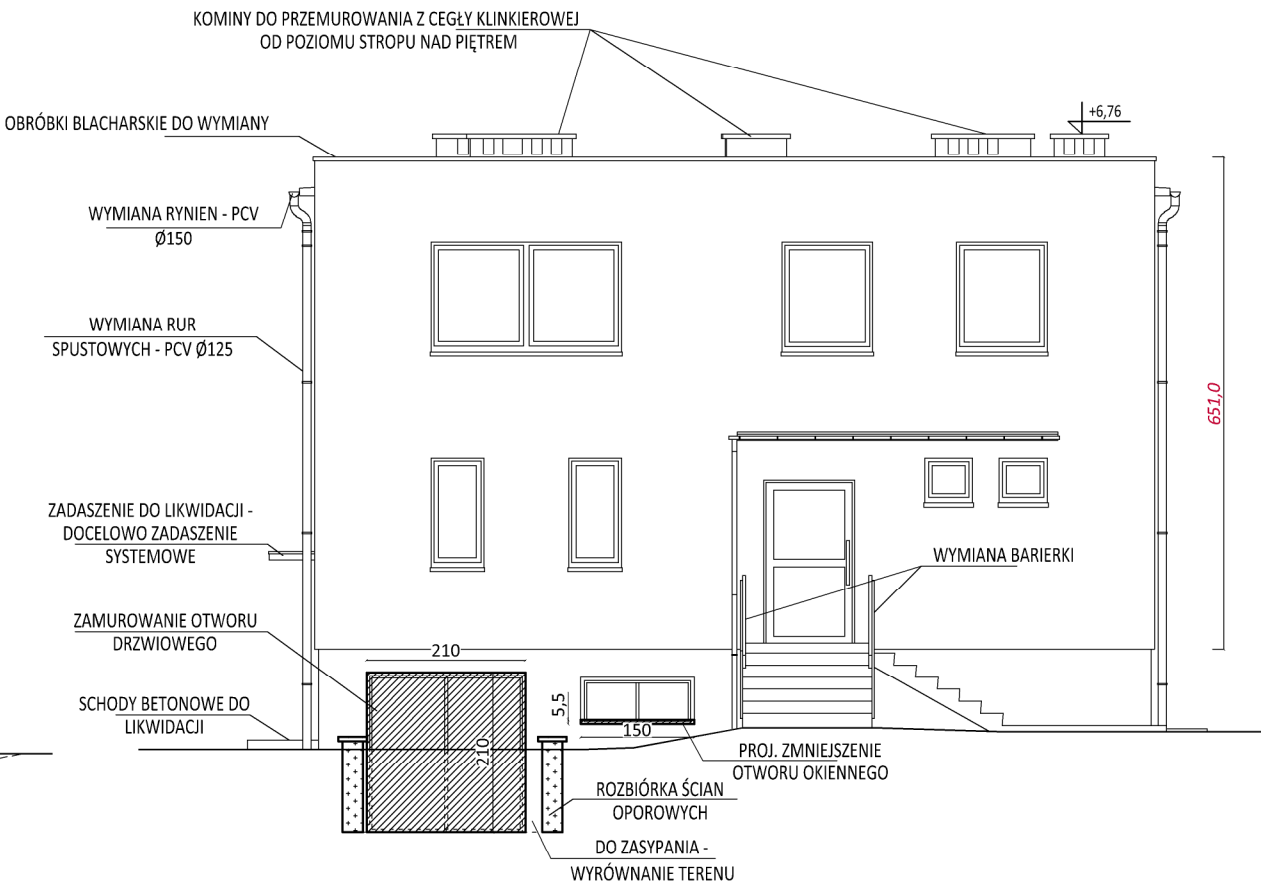 KOMINY DO PRZEMUROWANIA Z CEGŁY KLINKIEROWEJ
OD POZIOMU STROPU NAD PIĘTREM
OBRÓBKI BLACHARSKIE DO WYMIANY
+6,76
WYMIANA RYNIEN - PCV
Ø150
WYMIANA RUR
SPUSTOWYCH - PCV Ø125
651,0
ZADASZENIE DO LIKWIDACJI -
DOCELOWO ZADASZENIE
SYSTEMOWE
WYMIANA BARIERKI
ZAMUROWANIE OTWORU
DRZWIOWEGO
210
SCHODY BETONOWE DO
LIKWIDACJI
5,5
150
210
PROJ. ZMNIEJSZENIE
OTWORU OKIENNEGO
ROZBIÓRKA ŚCIAN
OPOROWYCH
DO ZASYPANIA -
WYRÓWNANIE TERENU